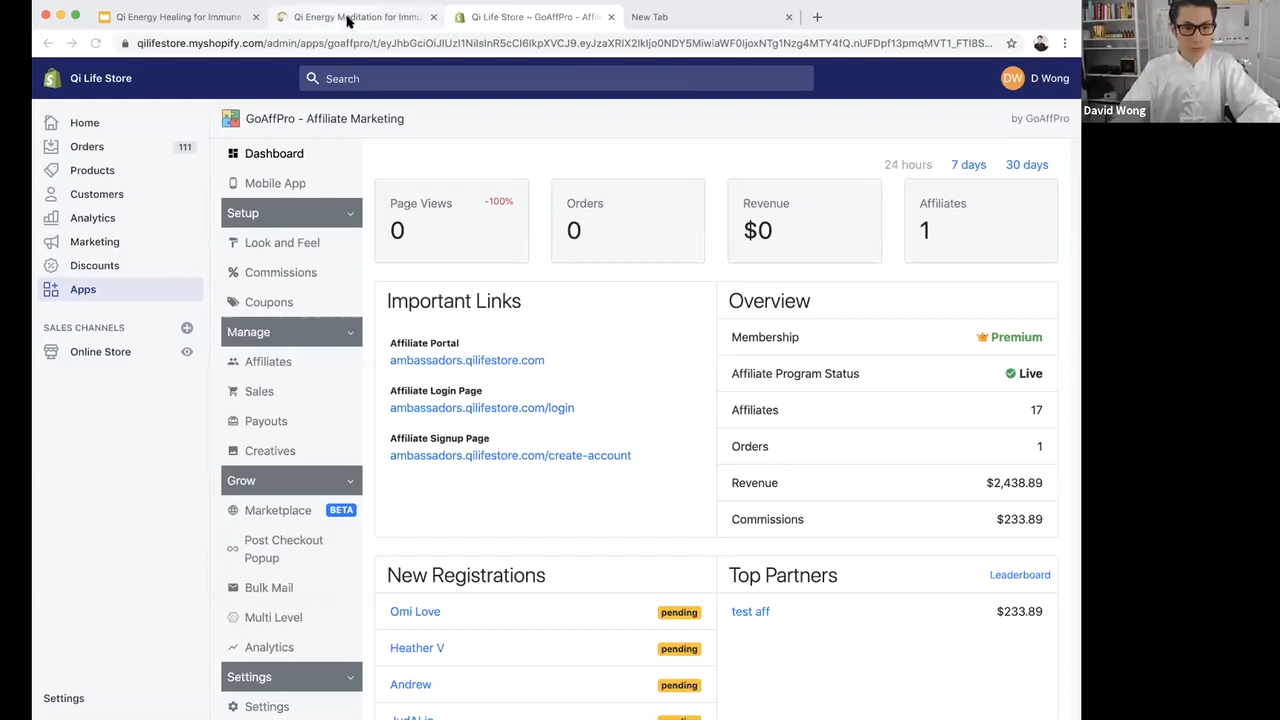 Qi Energy Healing for Immune
Qi Energy Meditation for Immu
Qi Life Store ~ GoAffPro - Affili
New Tab
qilifestore.myshopify.com/admin/apps/goaffpro/t/
Qi Life Store
Search
DW
D Wong
David Wong
Home
Orders
111
Products
Customers
Analytics
Marketing
Discounts
Apps
SALES CHANNELS
Online Store
Settings
GoAffPro - Affiliate Marketing
by GoAffPro
Dashboard
Mobile App
Setup
Look and Feel
Commissions
Coupons
Manage
Affiliates
Sales
Payouts
Creatives
Grow
Marketplace
BETA
Post Checkout
Popup
Bulk Mail
Multi Level
Analytics
Settings
Settings
24 hours
7 days
30 days
Page Views
-100%
0
Orders
0
Revenue
$0
Affiliates
1
Important Links
Affiliate Portal
ambassadors.qilifestore.com
Affiliate Login Page
ambassadors.qilifestore.com/login
Affiliate Signup Page
ambassadors.qilifestore.com/create-account
Overview
Membership
Premium
Affiliate Program Status
Live
Affiliates
17
Orders
1
Revenue
$2,438.89
Commissions
$233.89
New Registrations
Omi Love
pending
Heather V
pending
Andrew
pending
Top Partners
Leaderboard
test aff
$233.89